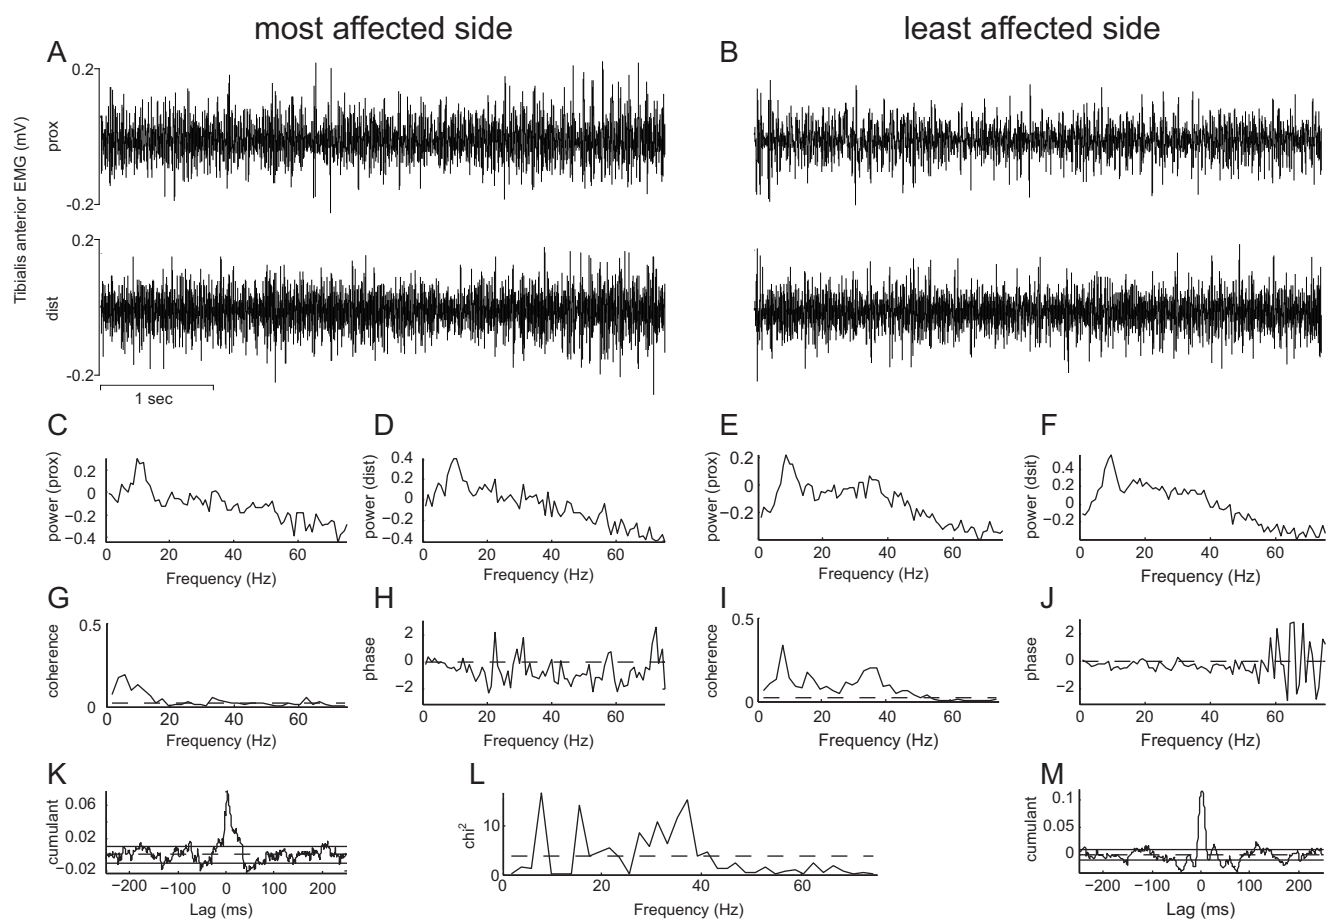 most affected side least affected side
A B
Tibialis anterior EMG (mV)
prox
0.2
-0.2
dist
0.2
-0.2
1 sec
C D E F
power (prox)
0.2
0
−0.2
−0.4
0 20 40 60
Frequency (Hz)
power (dist)
0.4
0.2
0
−0.2
−0.4
0 20 40 60
Frequency (Hz)
power (prox)
0.2
0
−0.2
0 20 40 60
Frequency (Hz)
power (dsit)
0.4
0.2
0
−0.2
0 20 40 60
Frequency (Hz)
G H I J
coherence
0.5
0
0 20 40 60
Frequency (Hz)
phase
2
0
−2
0 20 40 60
Frequency (Hz)
coherence
0.5
0
0 20 40 60
Frequency (Hz)
phase
2
0
−2
0 20 40 60
Frequency (Hz)
K L M
cumulant
0.06
0.02
−0.02
−200 −100 0 100 200
Lag (ms)
chi²
10
0
20 40 60
Frequency (Hz)
cumulant
0.1
0.05
0
−200 −100 0 100 200
Lag (ms)